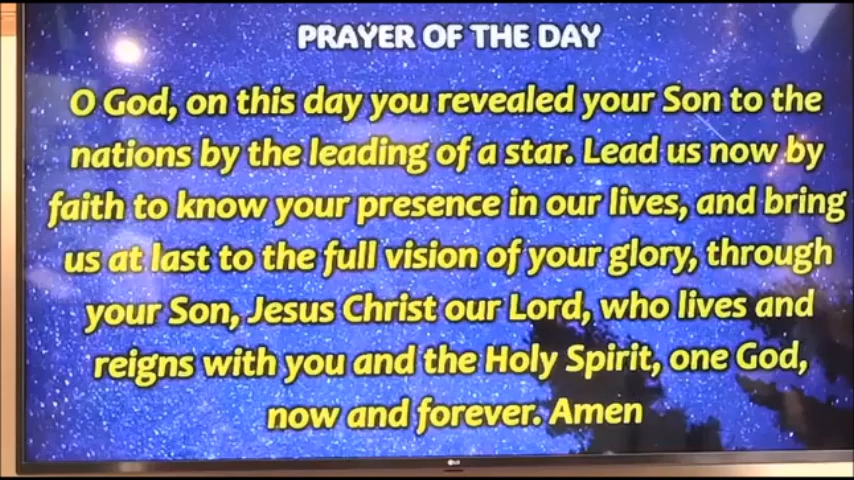 PRAYER OF THE DAY
O God, on this day you revealed your Son to the
nations by the leading of a star. Lead us now by
faith to know your presence in our lives, and bring
us at last to the full vision of your glory, through
your Son, Jesus Christ our Lord, who lives and
reigns with you and the Holy Spirit, one God,
now and forever. Amen
LG